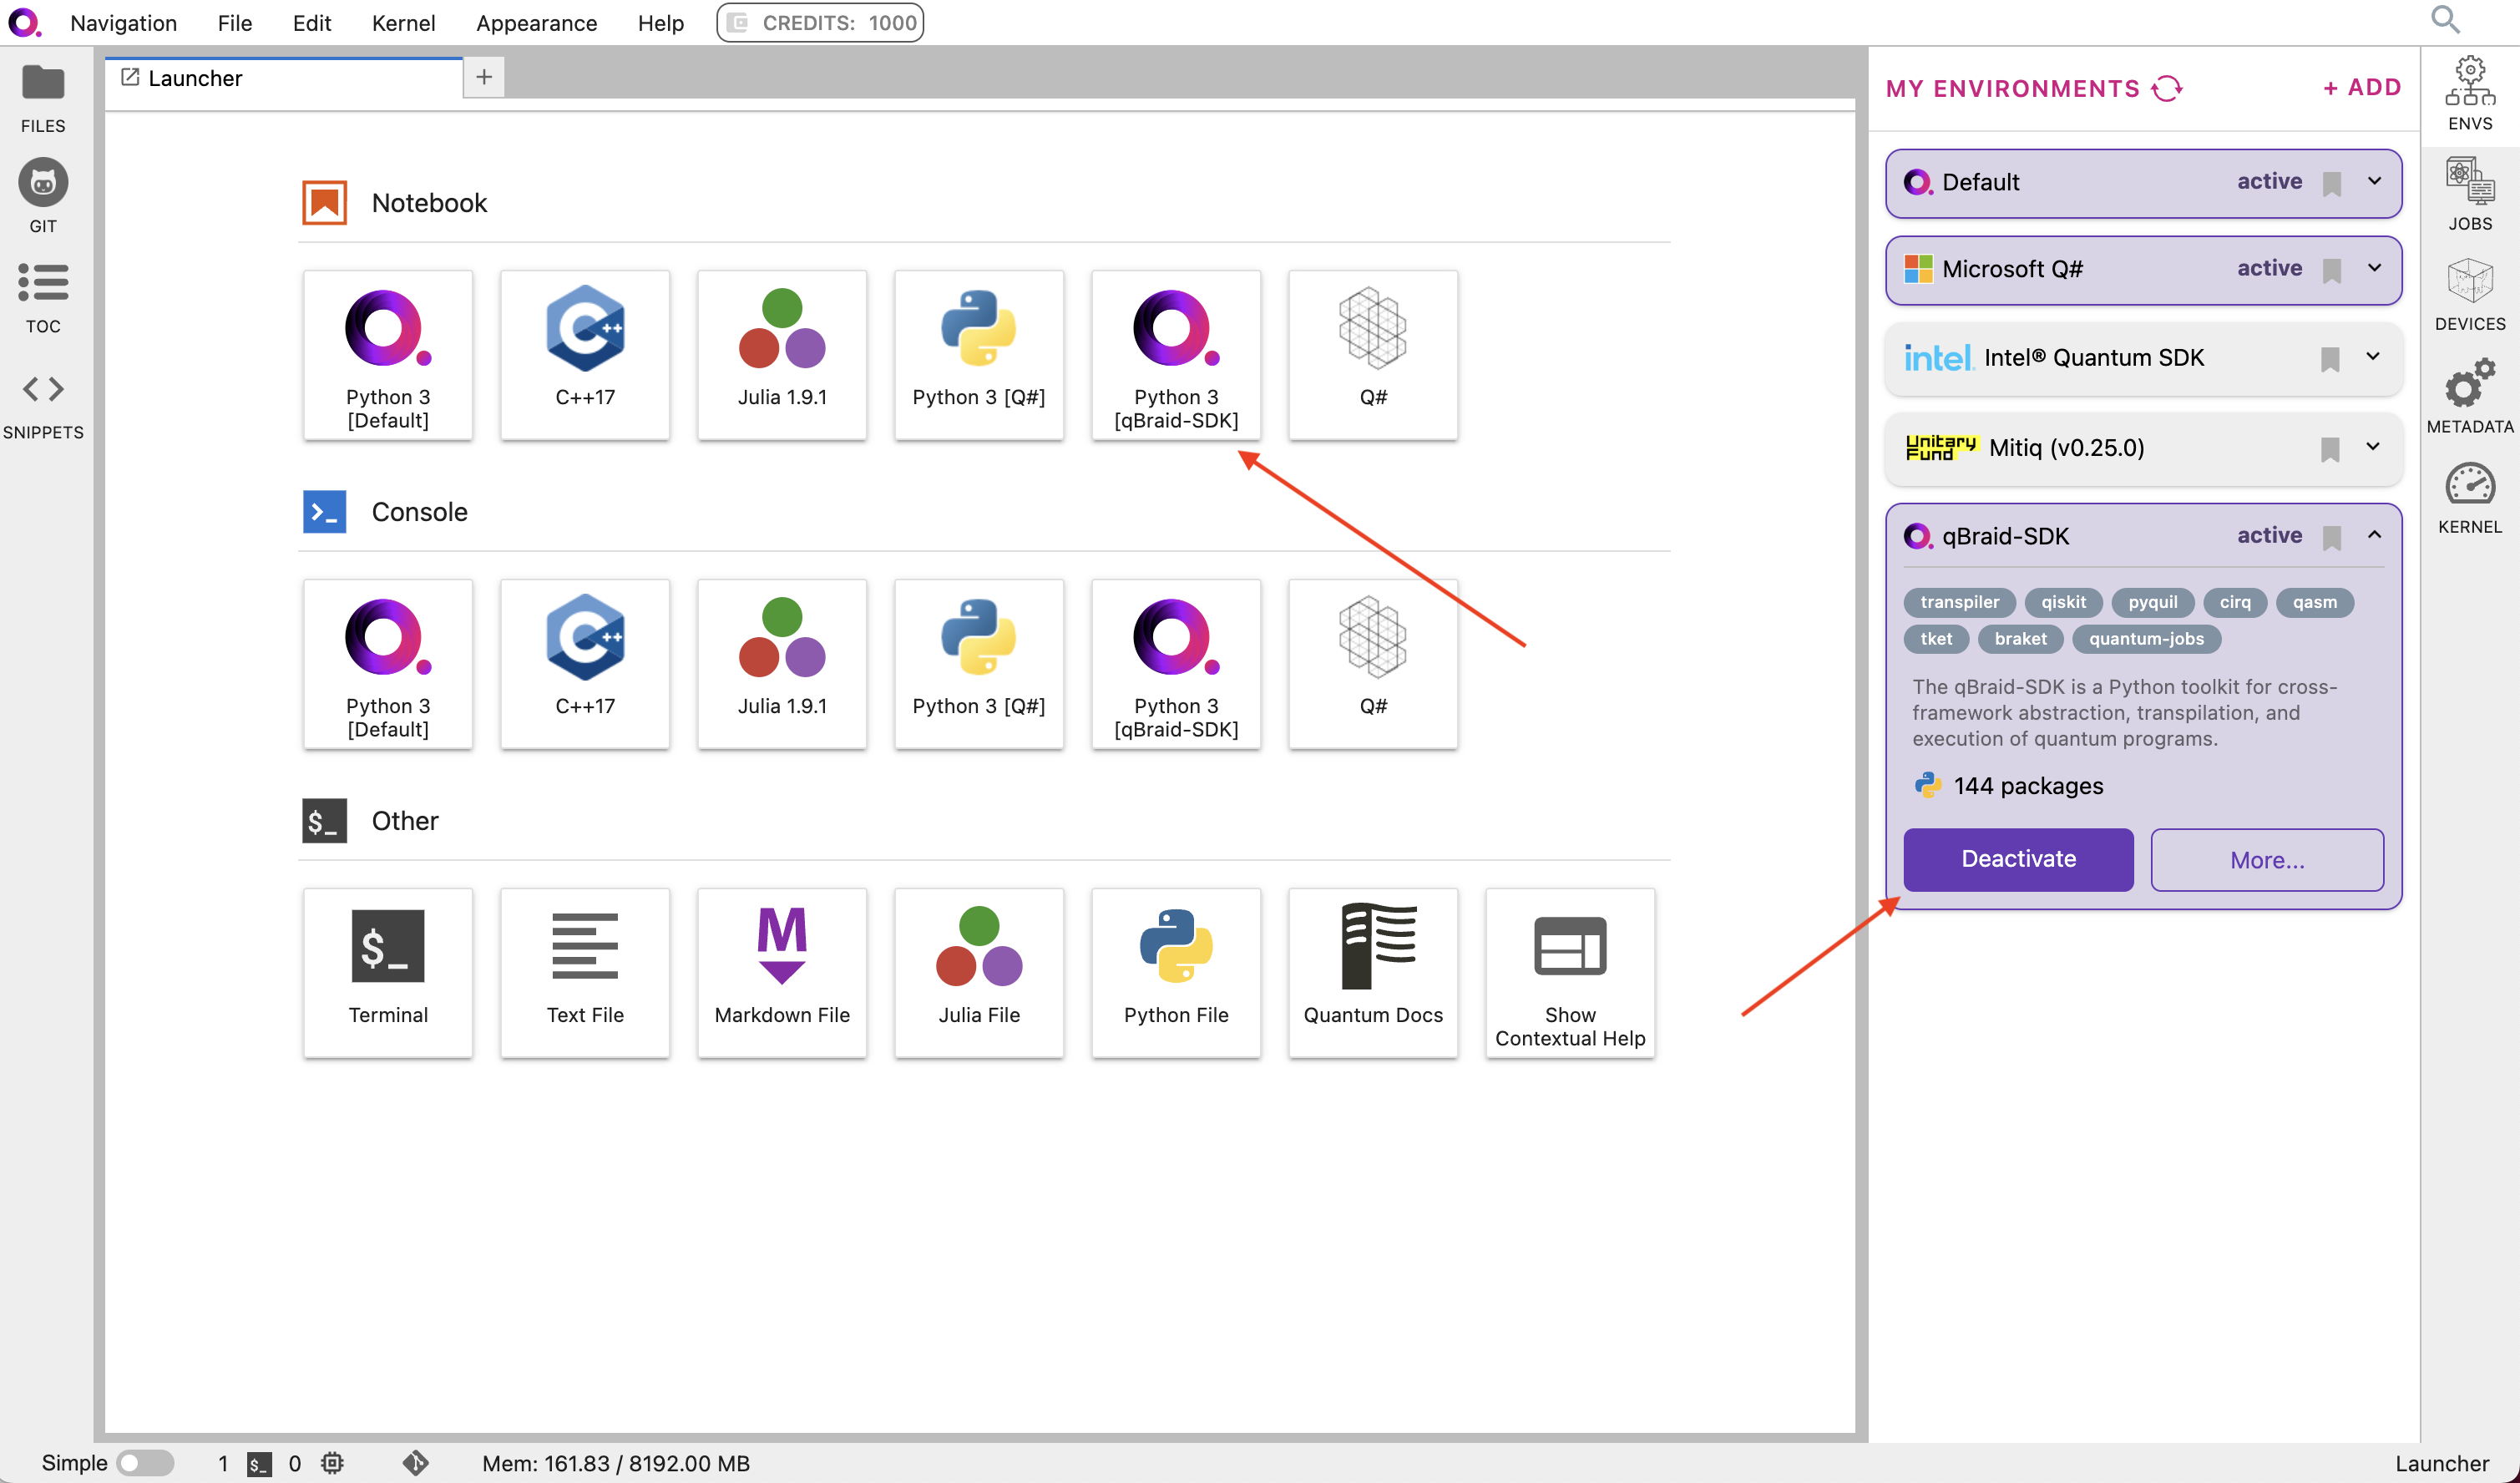 Navigation File Edit Kernel Appearance Help CREDITS: 1000
FILES
GIT
TOC
SNIPPETS
Launcher
Notebook
Python 3
[Default]
C++17
Julia 1.9.1
Python 3 [Q#]
Python 3
[qBraid-SDK]
Q#
Console
Python 3
[Default]
C++17
Julia 1.9.1
Python 3 [Q#]
Python 3
[qBraid-SDK]
Q#
$_ Other
$_
Terminal
Text File
M
Markdown File
Julia File
Python File
Quantum Docs
Show
Contextual Help
MY ENVIRONMENTS + ADD
Default active
Microsoft Q# active
intel. Intel® Quantum SDK
Unitary
Fund
Mitiq (v0.25.0)
qBraid-SDK active
transpiler qiskit pyquil cirq qasm
tket braket quantum-jobs
The qBraid-SDK is a Python toolkit for cross-
framework abstraction, transpilation, and
execution of quantum programs.
144 packages
Deactivate More...
ENVS
JOBS
DEVICES
METADATA
KERNEL
Simple 1 $_ 0 Mem: 161.83 / 8192.00 MB Launcher